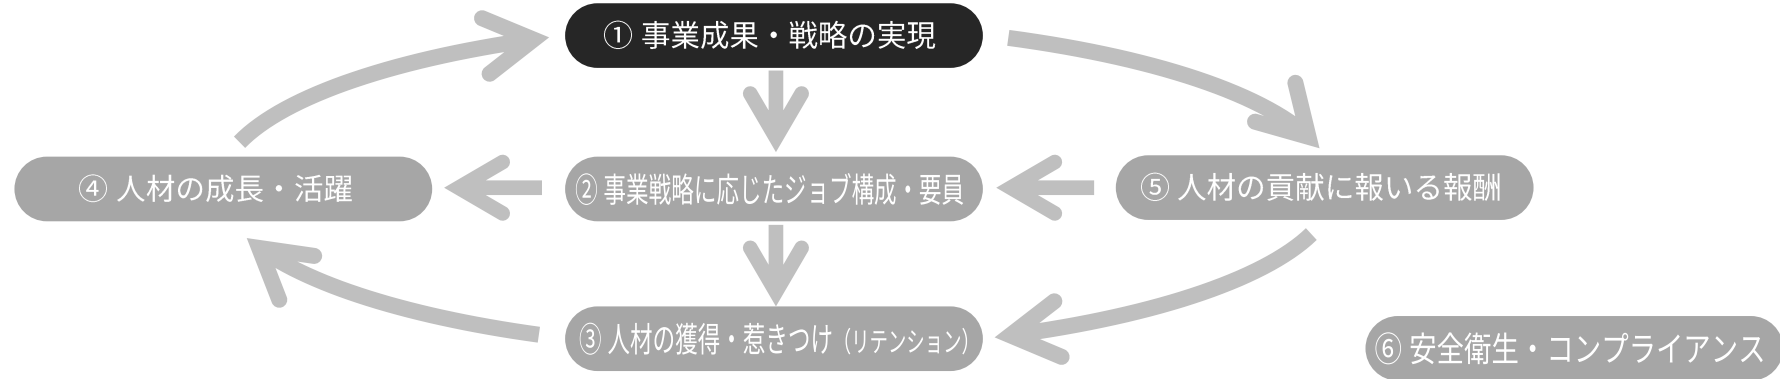 ① 事業成果・戦略の実現
④ 人材の成長・活躍
② 事業戦略に応じたジョブ構成・要員
⑤ 人材の貢献に報いる報酬
③ 人材の獲得・惹きつけ（リテンション）
⑥ 安全衛生・コンプライアンス